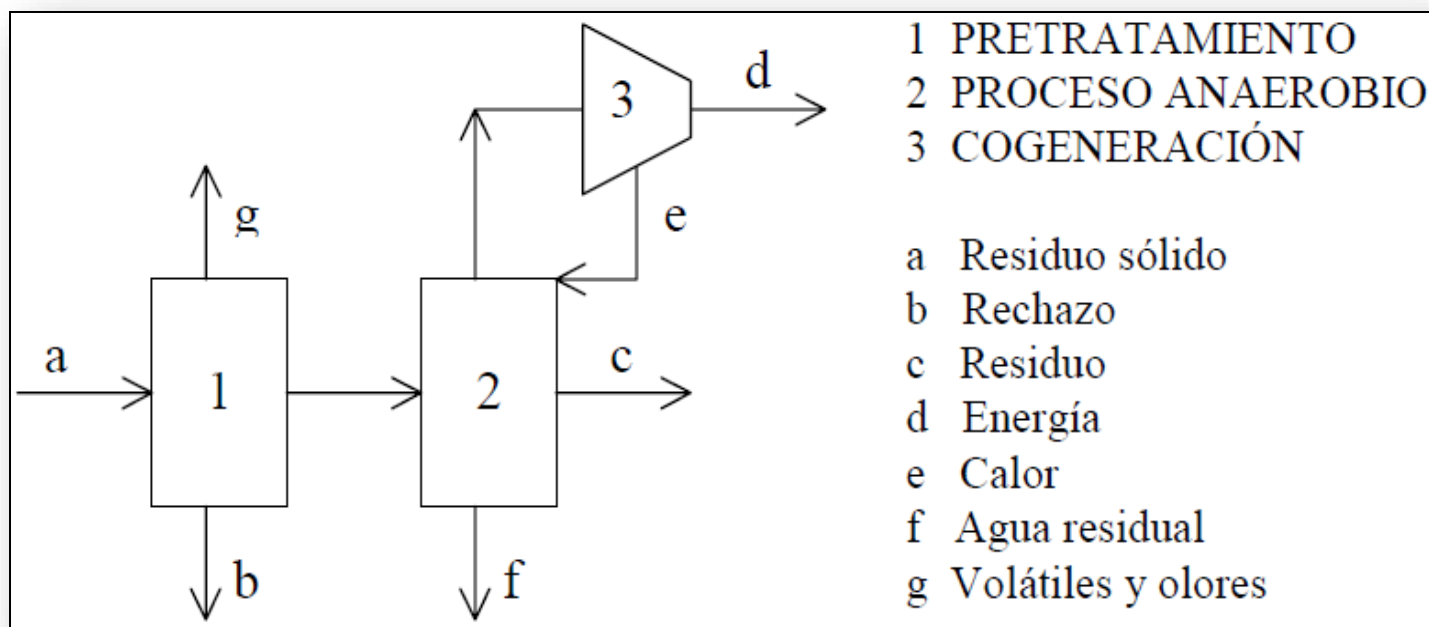 1 PRETRATAMIENTO
2 PROCESO ANAEROBIO
3 COGENERACIÓN
a Residuo sólido
b Rechazo
c Residuo
d Energía
e Calor
f Agua residual
g Volátiles y olores
3
d
e
g
a
1
2
c
b
f